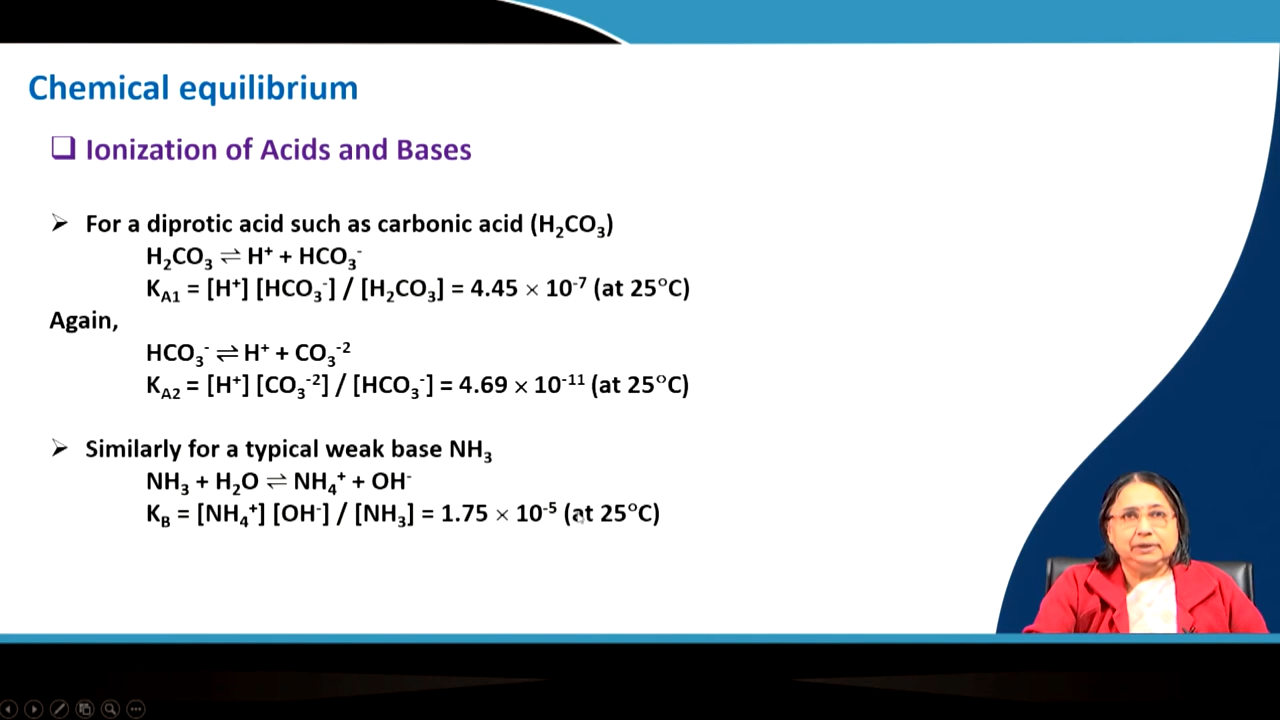 Chemical equilibrium
❑ Ionization of Acids and Bases
➢ For a diprotic acid such as carbonic acid (H₂CO₃)
H₂CO₃ ⇌ H⁺ + HCO₃⁻
K_A1 = [H⁺] [HCO₃⁻] / [H₂CO₃] = 4.45 × 10⁻⁷ (at 25°C)
Again,
HCO₃⁻ ⇌ H⁺ + CO₃⁻²
K_A2 = [H⁺] [CO₃⁻²] / [HCO₃⁻] = 4.69 × 10⁻¹¹ (at 25°C)
➢ Similarly for a typical weak base NH₃
NH₃ + H₂O ⇌ NH₄⁺ + OH⁻
K_B = [NH₄⁺] [OH⁻] / [NH₃] = 1.75 × 10⁻⁵ (at 25°C)